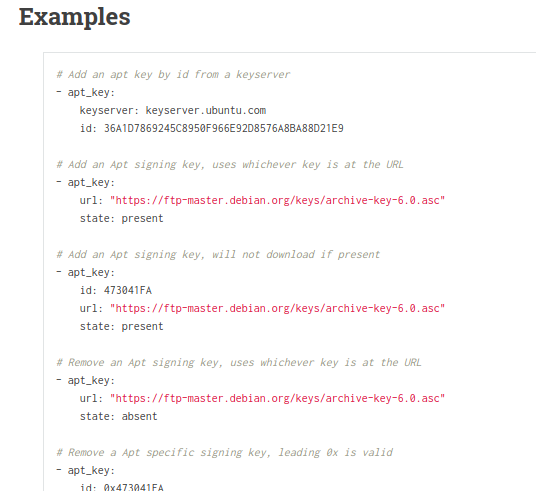 Examples
# Add an apt key by id from a keyserver
- apt_key:
keyserver: keyserver.ubuntu.com
id: 36A1D7869245C8950F966E92D8576A8BA88D21E9
# Add an Apt signing key, uses whichever key is at the URL
- apt_key:
url: "https://ftp-master.debian.org/keys/archive-key-6.0.asc"
state: present
# Add an Apt signing key, will not download if present
- apt_key:
id: 473041FA
url: "https://ftp-master.debian.org/keys/archive-key-6.0.asc"
state: present
# Remove an Apt signing key, uses whichever key is at the URL
- apt_key:
url: "https://ftp-master.debian.org/keys/archive-key-6.0.asc"
state: absent
# Remove a Apt specific signing key, leading 0x is valid
- apt_key:
id: 0x473041FA